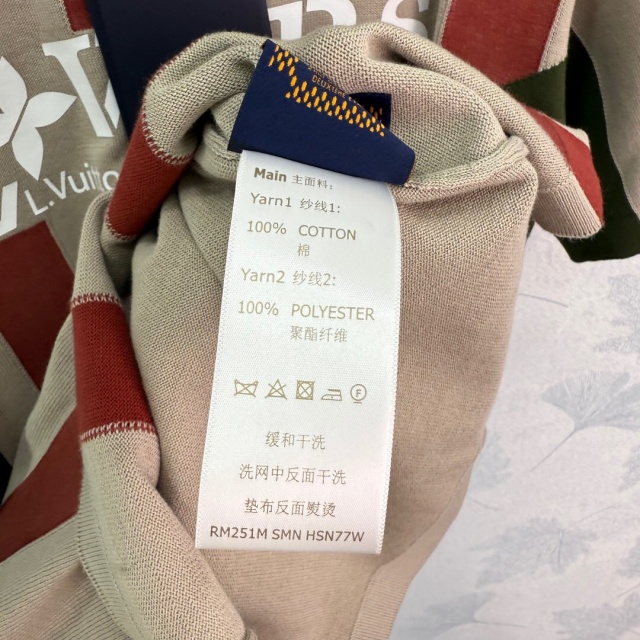 L.Vuitto
DEUXI
Main 主面料:
Yarn1 纱线1:
100% COTTON
棉
Yarn2 纱线2:
100% POLYESTER
聚酯纤维
F
缓和干洗
洗网中反面干洗
垫布反面熨烫
RM251M SMN HSN77W